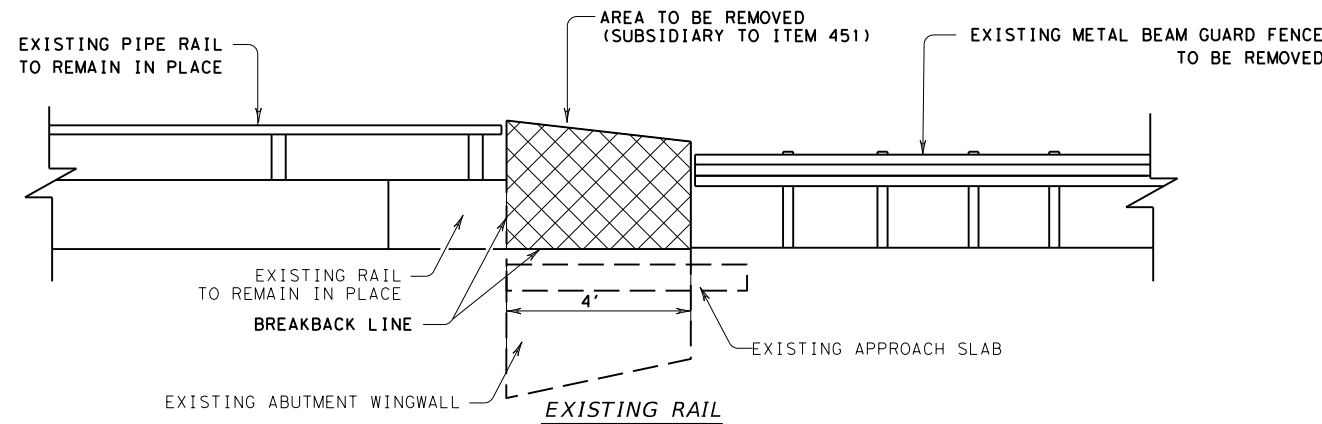 AREA TO BE REMOVED
(SUBSIDIARY TO ITEM 451)
EXISTING PIPE RAIL
TO REMAIN IN PLACE
EXISTING METAL BEAM GUARD FENCE
TO BE REMOVED
EXISTING RAIL
TO REMAIN IN PLACE
4'
BREAKBACK LINE
EXISTING APPROACH SLAB
EXISTING ABUTMENT WINGWALL
EXISTING RAIL